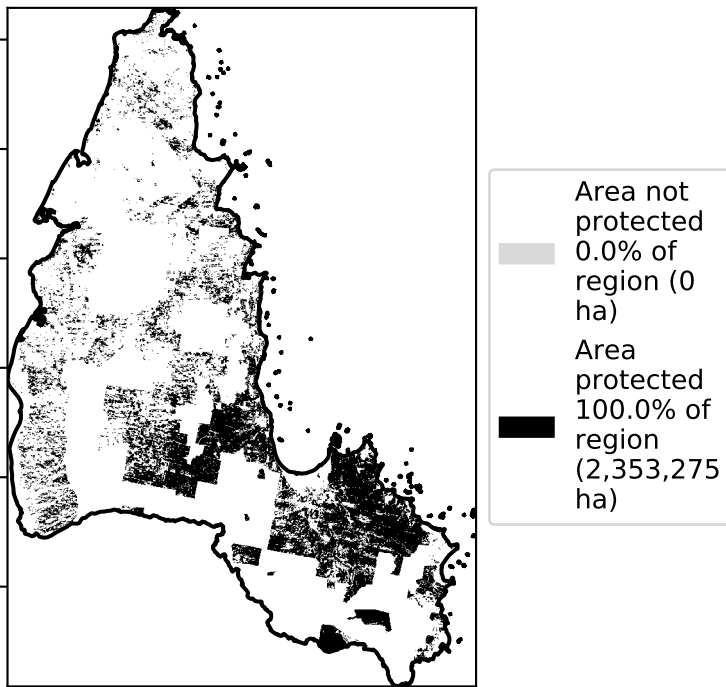 Area not
protected
0.0% of
region (0
ha)
Area
protected
100.0% of
region
(2,353,275
ha)